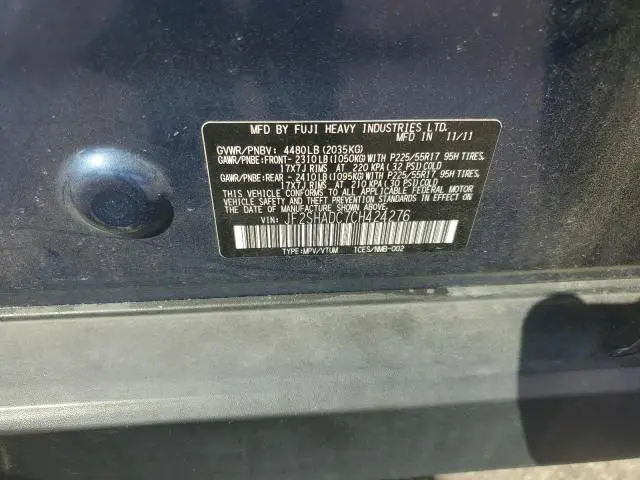 MFD BY FUJI HEAVY INDUSTRIES LTD.
MFD IN 11/11
GVWR/PNBV: 4480LB(2035KG)
GAWR/PNBE:FRONT- 2310LB(1050KG)WITH P225/55R17 95H TIRES,
17X7J RIMS AT 220 KPA(32 PSI)COLD
GAWR/PNBE:REAR - 2410LB(1095KG)WITH P225/55R17 95H TIRES,
17X7J RIMS AT 210 KPA(30 PSI)COLD
THIS VEHICLE CONFORMS TO ALL APPLICABLE FEDERAL MOTOR
VEHICLE SAFETY AND THEFT PREVENTION STANDARDS IN EFFECT ON
THE DATE OF MANUFACTURE SHOWN ABOVE.
VIN: JF2SHADC7CH424276
TYPE:MPV/VTUM ICES/NMB-002